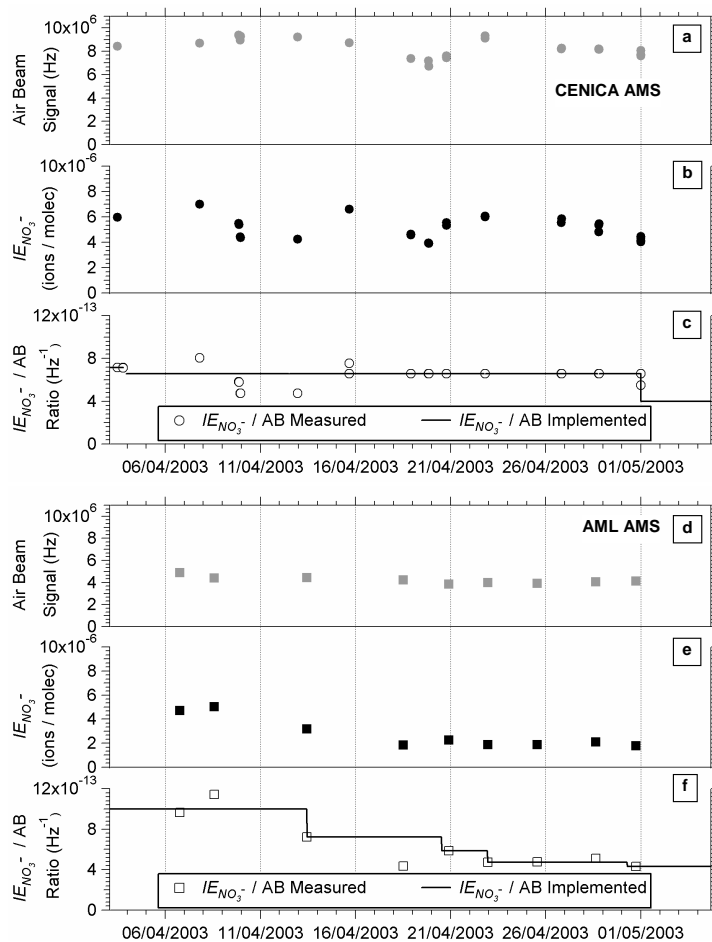 a
10x10⁶
8
6
4
2
0
Air Beam
Signal (Hz)
CENICA AMS
b
10x10⁻⁶
8
6
4
2
0
IE_NO₃-
(ions / molec)
c
12x10⁻¹³
8
4
0
IE_NO₃- / AB
Ratio (Hz⁻¹)
IE_NO₃- / AB Measured
IE_NO₃- / AB Implemented
06/04/2003 11/04/2003 16/04/2003 21/04/2003 26/04/2003 01/05/2003
d
10x10⁶
8
6
4
2
0
Air Beam
Signal (Hz)
AML AMS
e
10x10⁻⁶
8
6
4
2
0
IE_NO₃-
(ions / molec)
f
12x10⁻¹³
8
4
0
IE_NO₃- / AB
Ratio (Hz⁻¹)
IE_NO₃- / AB Measured
IE_NO₃- / AB Implemented
06/04/2003 11/04/2003 16/04/2003 21/04/2003 26/04/2003 01/05/2003